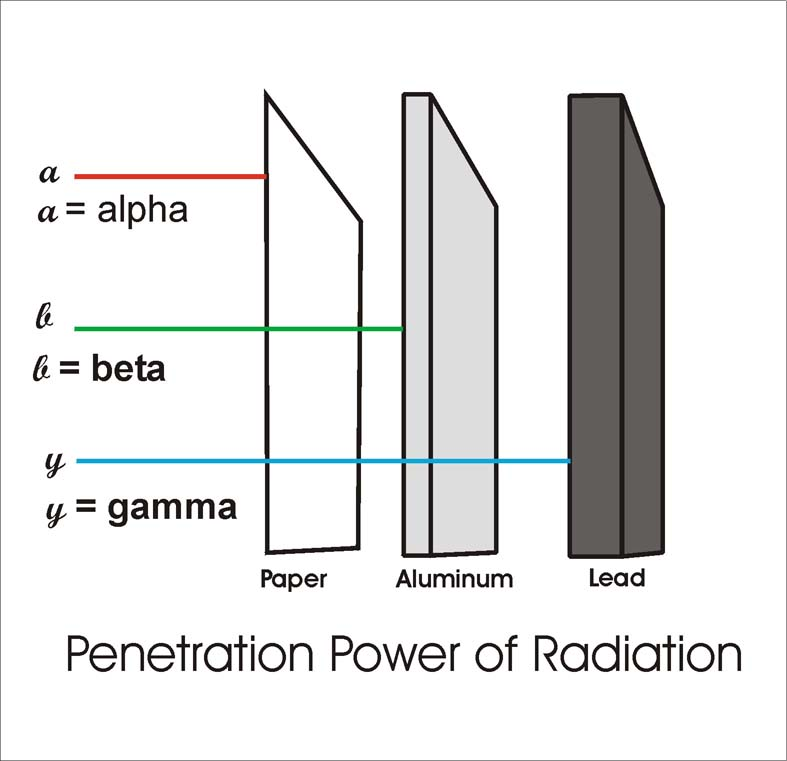 a
a = alpha
b
b = beta
y
y = gamma
Paper Aluminum Lead
Penetration Power of Radiation